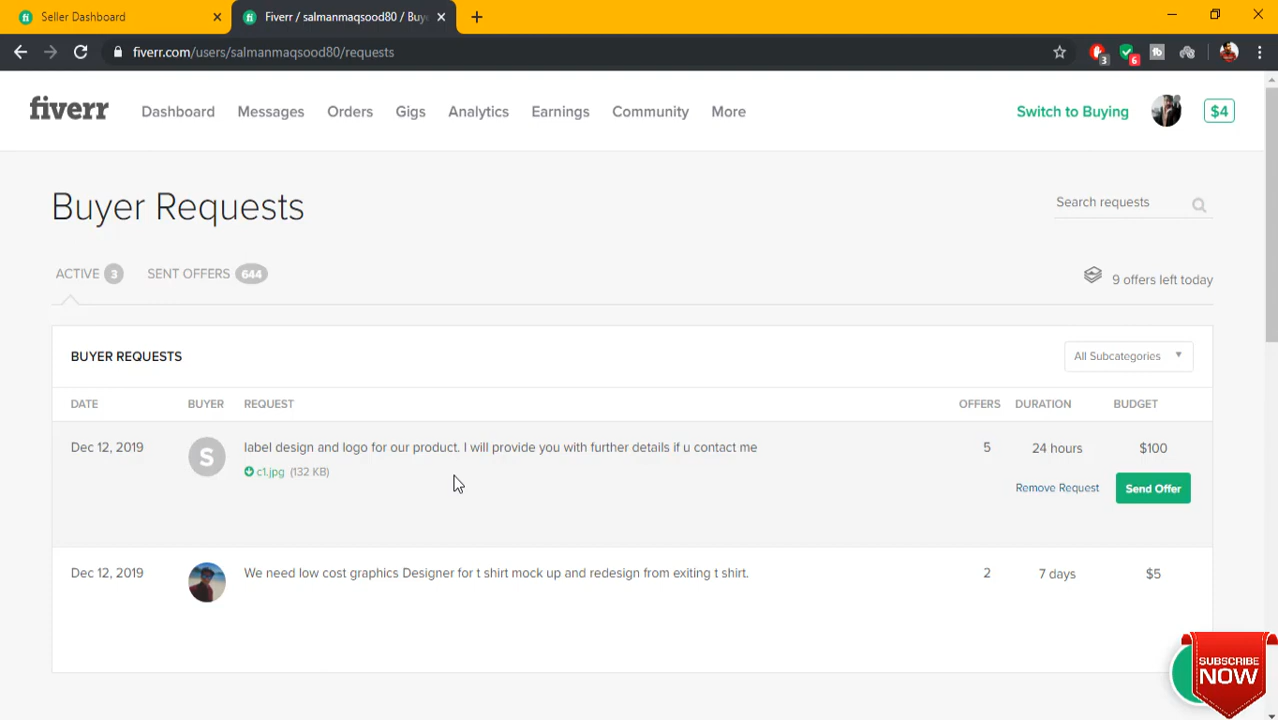 Seller Dashboard
Fiverr / salmanmaqsood80 / Buye
fiverr.com/users/salmanmaqsood80/requests
3
6
fiverr
Dashboard Messages Orders Gigs Analytics Earnings Community More
Switch to Buying
$4
Buyer Requests
Search requests
ACTIVE 3 SENT OFFERS 644
9 offers left today
BUYER REQUESTS
All Subcategories
DATE BUYER REQUEST OFFERS DURATION BUDGET
Dec 12, 2019 S label design and logo for our product. I will provide you with further details if u contact me 5 24 hours $100
c1.jpg (132 KB)
Remove Request Send Offer
Dec 12, 2019 We need low cost graphics Designer for t shirt mock up and redesign from exiting t shirt. 2 7 days $5
SUBSCRIBE
NOW